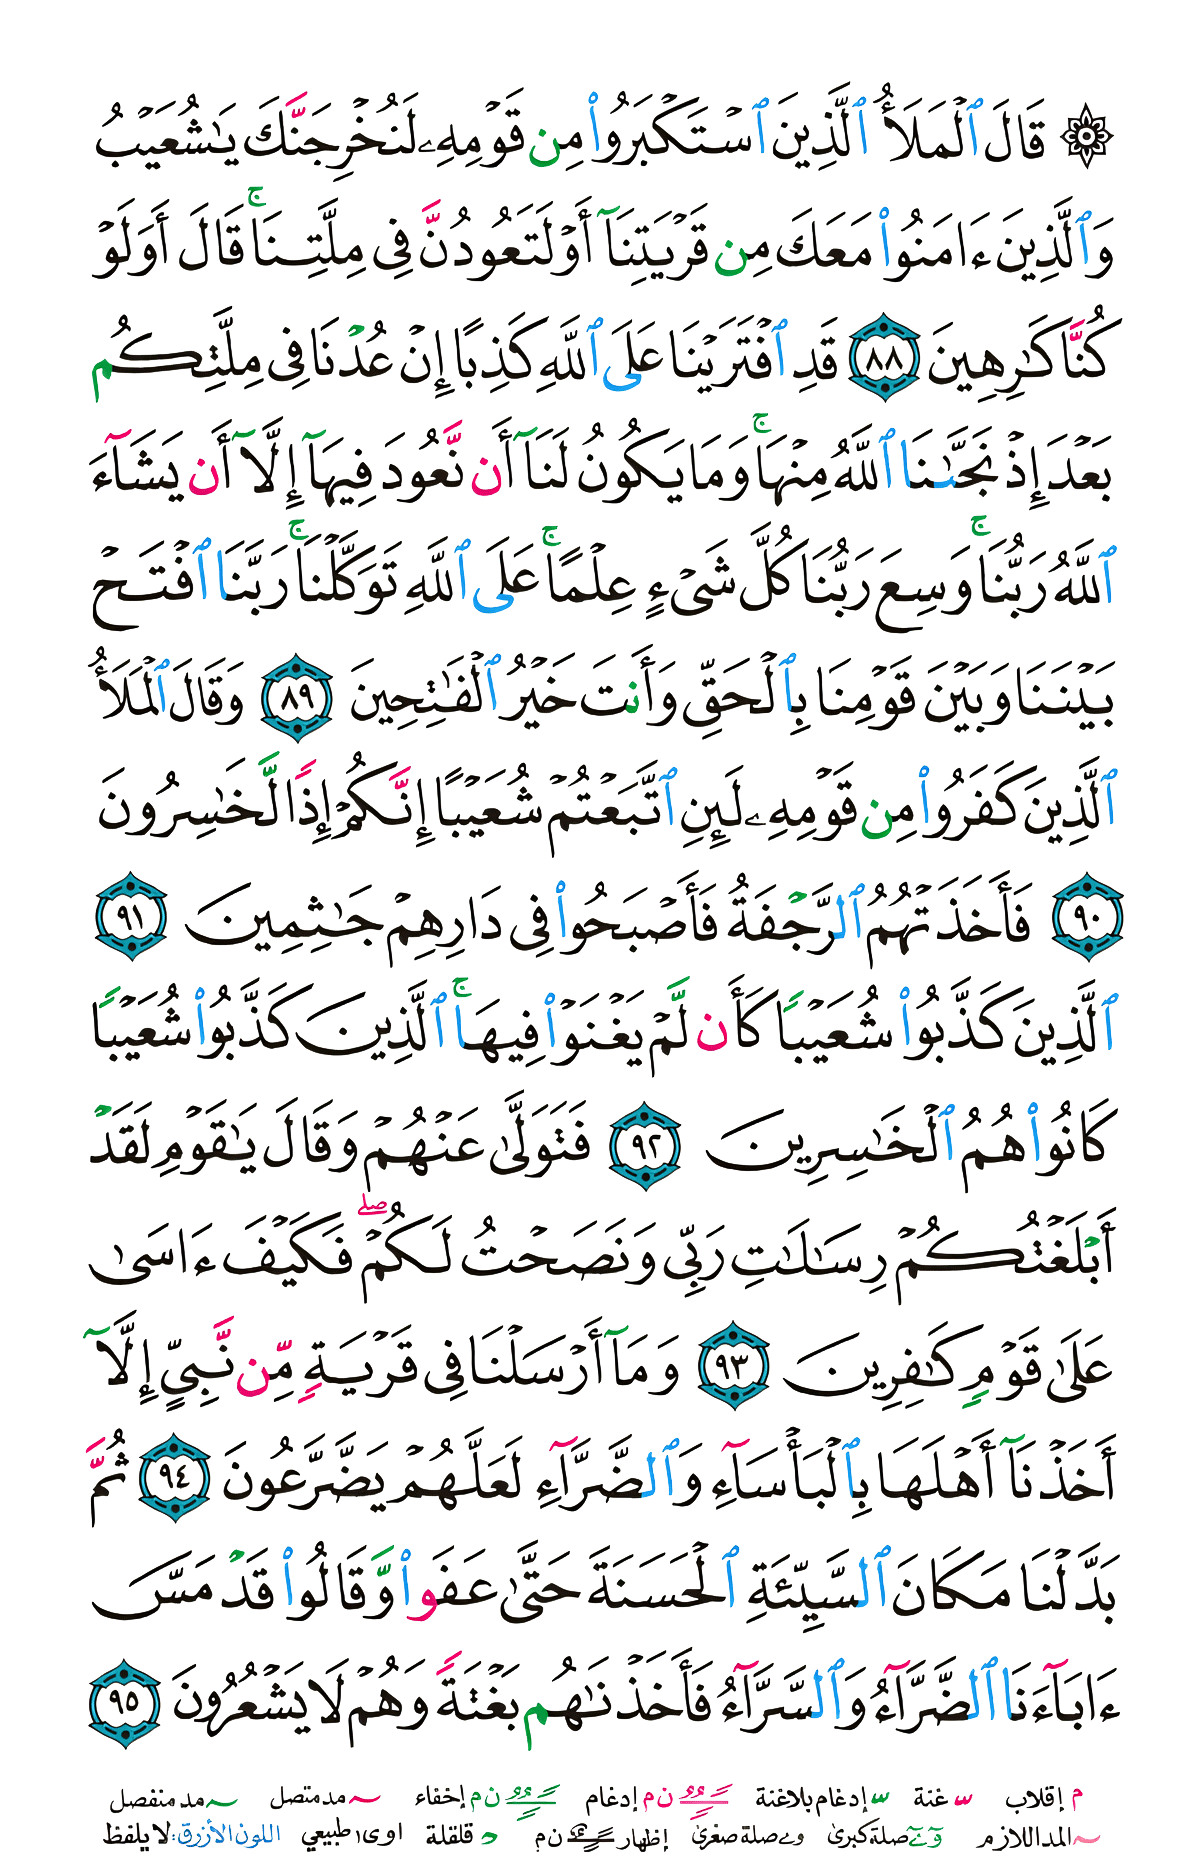 ۞ قَالَ ٱلْمَلَأُ ٱلَّذِينَ ٱسْتَكْبَرُوا۟ مِن قَوْمِهِۦ لَنُخْرِجَنَّكَ يَـٰشُعَيْبُ
وَٱلَّذِينَ ءَامَنُوا۟ مَعَكَ مِن قَرْيَتِنَآ أَوْ لَتَعُودُنَّ فِى مِلَّتِنَا ۚ قَالَ أَوَلَوْ
كُنَّا كَـٰرِهِينَ ٨٨ قَدِ ٱفْتَرَيْنَا عَلَى ٱللَّهِ كَذِبًا إِنْ عُدْنَا فِى مِلَّتِكُم
بَعْدَ إِذْ نَجَّىٰنَا ٱللَّهُ مِنْهَا ۚ وَمَا يَكُونُ لَنَآ أَن نَّعُودَ فِيهَآ إِلَّآ أَن يَشَآءَ
ٱللَّهُ رَبُّنَا ۚ وَسِعَ رَبُّنَا كُلَّ شَىْءٍ عِلْمًا ۚ عَلَى ٱللَّهِ تَوَكَّلْنَا ۚ رَبَّنَا ٱفْتَحْ
بَيْنَنَا وَبَيْنَ قَوْمِنَا بِٱلْحَقِّ وَأَنتَ خَيْرُ ٱلْفَـٰتِحِينَ ٨٩ وَقَالَ ٱلْمَلَأُ
ٱلَّذِينَ كَفَرُوا۟ مِن قَوْمِهِۦ لَئِنِ ٱتَّبَعْتُمْ شُعَيْبًا إِنَّكُمْ إِذًا لَّخَـٰسِرُونَ
٩٠ فَأَخَذَتْهُمُ ٱلرَّجْفَةُ فَأَصْبَحُوا۟ فِى دَارِهِمْ جَـٰثِمِينَ ٩١
ٱلَّذِينَ كَذَّبُوا۟ شُعَيْبًا كَأَن لَّمْ يَغْنَوْا۟ فِيهَا ۚ ٱلَّذِينَ كَذَّبُوا۟ شُعَيْبًا
كَانُوا۟ هُمُ ٱلْخَـٰسِرِينَ ٩٢ فَتَوَلَّىٰ عَنْهُمْ وَقَالَ يَـٰقَوْمِ لَقَدْ
أَبْلَغْتُكُمْ رِسَـٰلَـٰتِ رَبِّى وَنَصَحْتُ لَكُمْ ۖ فَكَيْفَ ءَاسَىٰ
عَلَىٰ قَوْمٍ كَـٰفِرِينَ ٩٣ وَمَآ أَرْسَلْنَا فِى قَرْيَةٍ مِّن نَّبِىٍّ إِلَّآ
أَخَذْنَآ أَهْلَهَا بِٱلْبَأْسَآءِ وَٱلضَّرَّآءِ لَعَلَّهُمْ يَضَّرَّعُونَ ٩٤ ثُمَّ
بَدَّلْنَا مَكَانَ ٱلسَّيِّئَةِ ٱلْحَسَنَةَ حَتَّىٰ عَفَوا۟ وَّقَالُوا۟ قَدْ مَسَّ
ءَابَآءَنَا ٱلضَّرَّآءُ وَٱلسَّرَّآءُ فَأَخَذْنَـٰهُم بَغْتَةً وَهُمْ لَا يَشْعُرُونَ ٩٥
م إقلاب غنة إدغام بلا غنة ن م إدغام ن م إخفاء مد متصل مد منفصل
المد اللازم صلة كبرى و ے صلة صغرى إظهار ن م قلقلة ا و ى طبيعي اللون الأزرق: لا يلفظ